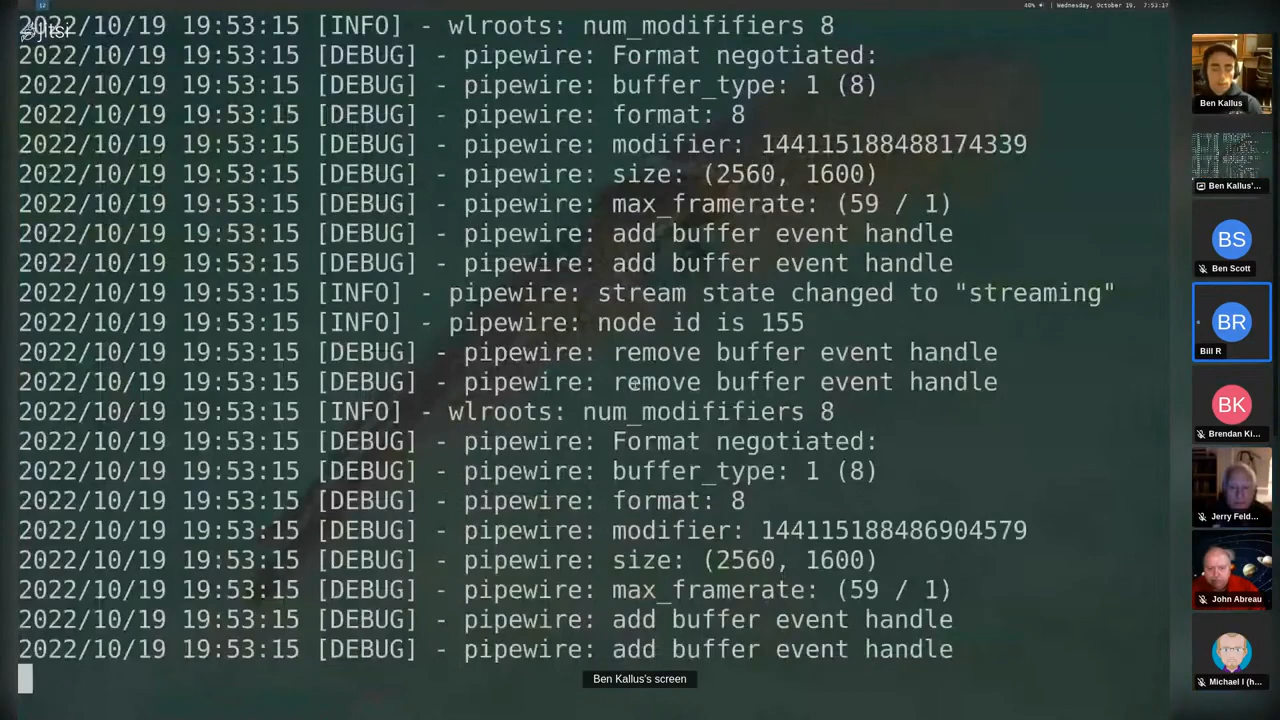 12
40% Wednesday, October 19, 7:53:17
Jitsi
2022/10/19 19:53:15 [INFO] - wlroots: num_modififiers 8
2022/10/19 19:53:15 [DEBUG] - pipewire: Format negotiated:
2022/10/19 19:53:15 [DEBUG] - pipewire: buffer_type: 1 (8)
2022/10/19 19:53:15 [DEBUG] - pipewire: format: 8
2022/10/19 19:53:15 [DEBUG] - pipewire: modifier: 144115188488174339
2022/10/19 19:53:15 [DEBUG] - pipewire: size: (2560, 1600)
2022/10/19 19:53:15 [DEBUG] - pipewire: max_framerate: (59 / 1)
2022/10/19 19:53:15 [DEBUG] - pipewire: add buffer event handle
2022/10/19 19:53:15 [DEBUG] - pipewire: add buffer event handle
2022/10/19 19:53:15 [INFO] - pipewire: stream state changed to "streaming"
2022/10/19 19:53:15 [INFO] - pipewire: node id is 155
2022/10/19 19:53:15 [DEBUG] - pipewire: remove buffer event handle
2022/10/19 19:53:15 [DEBUG] - pipewire: remove buffer event handle
2022/10/19 19:53:15 [INFO] - wlroots: num_modififiers 8
2022/10/19 19:53:15 [DEBUG] - pipewire: Format negotiated:
2022/10/19 19:53:15 [DEBUG] - pipewire: buffer_type: 1 (8)
2022/10/19 19:53:15 [DEBUG] - pipewire: format: 8
2022/10/19 19:53:15 [DEBUG] - pipewire: modifier: 144115188486904579
2022/10/19 19:53:15 [DEBUG] - pipewire: size: (2560, 1600)
2022/10/19 19:53:15 [DEBUG] - pipewire: max_framerate: (59 / 1)
2022/10/19 19:53:15 [DEBUG] - pipewire: add buffer event handle
2022/10/19 19:53:15 [DEBUG] - pipewire: add buffer event handle
Ben Kallus's screen
Ben Kallus
Ben Kallus'...
BS
Ben Scott
BR
Bill R
BK
Brendan Ki...
Jerry Feld...
John Abreau
Michael I (h...